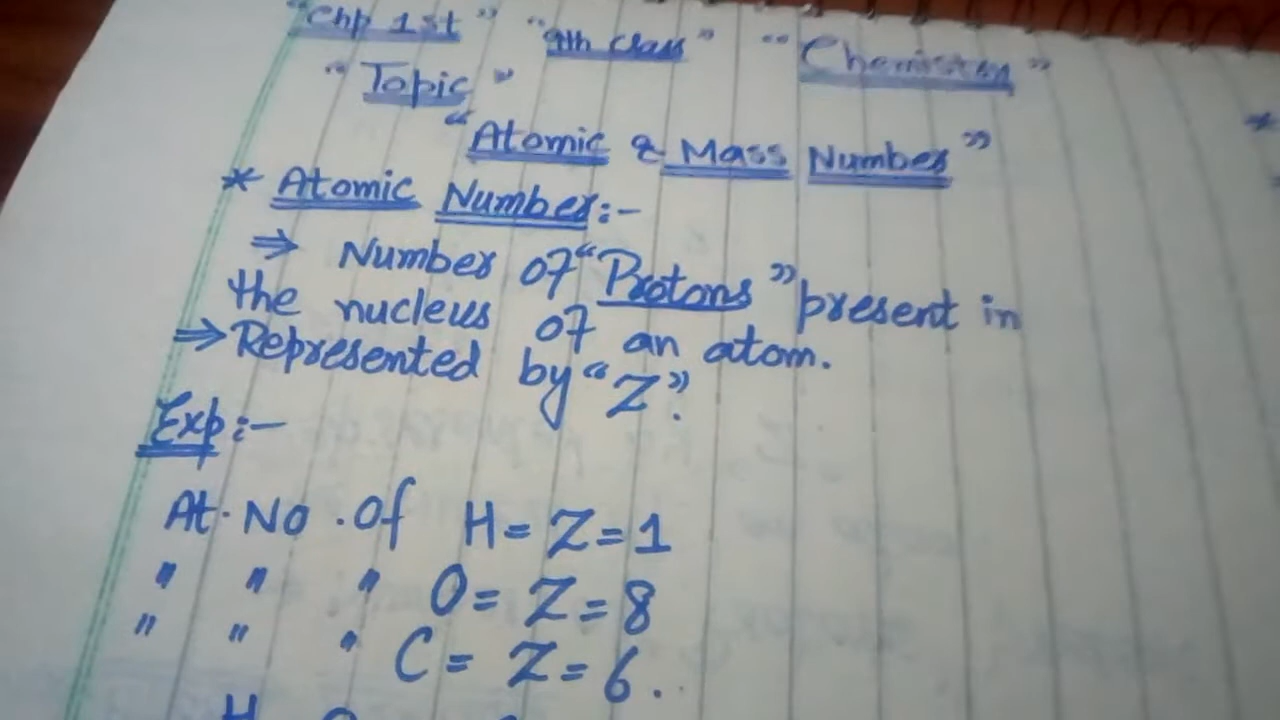 "Chp 1st" "9th class" "Chemistry"
"Topic"
"Atomic & Mass Number"
* Atomic Number:-
⇒ Number of "Protons" present in
the nucleus of an atom.
⇒ Represented by "Z".
Exp:-
At. No. of H = Z = 1
" " " O = Z = 8
" " " C = Z = 6.